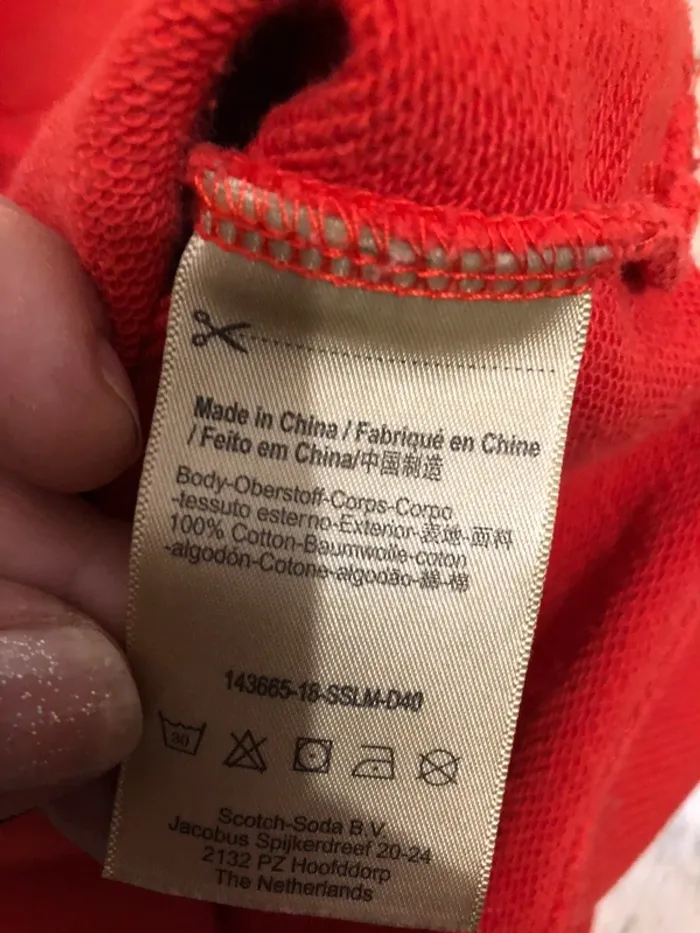 Made in China / Fabriqué en Chine
/ Feito em China/中国制造
Body-Oberstoff-Corps-Corpo
-tessuto esterno-Exterior-表地-面料
100% Cotton-Baumwolle-coton
-algodón-Cotone-algodão-綿-棉
143665-18-SSLM-D40
30
Scotch-Soda B.V.
Jacobus Spijkerdreef 20-24
2132 PZ Hoofddorp
The Netherlands